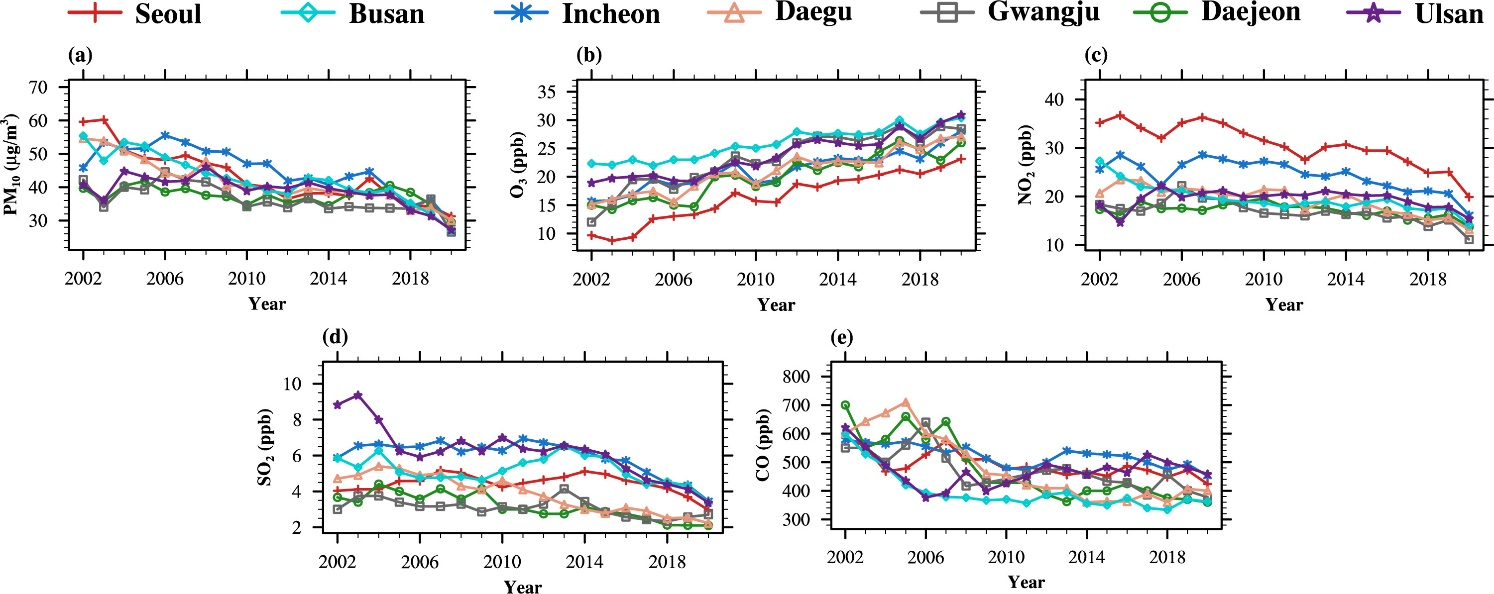 Seoul Busan Incheon Daegu Gwangju Daejeon Ulsan
(a)
70
60
50
40
30
PM10 (μg/m3)
2002 2006 2010 2014 2018
Year
(b)
35
30
25
20
15
10
O3 (ppb)
2002 2006 2010 2014 2018
Year
(c)
40
30
20
10
NO2 (ppb)
2002 2006 2010 2014 2018
Year
(d)
10
8
6
4
2
SO2 (ppb)
2002 2006 2010 2014 2018
Year
(e)
800
700
600
500
400
300
CO (ppb)
2002 2006 2010 2014 2018
Year